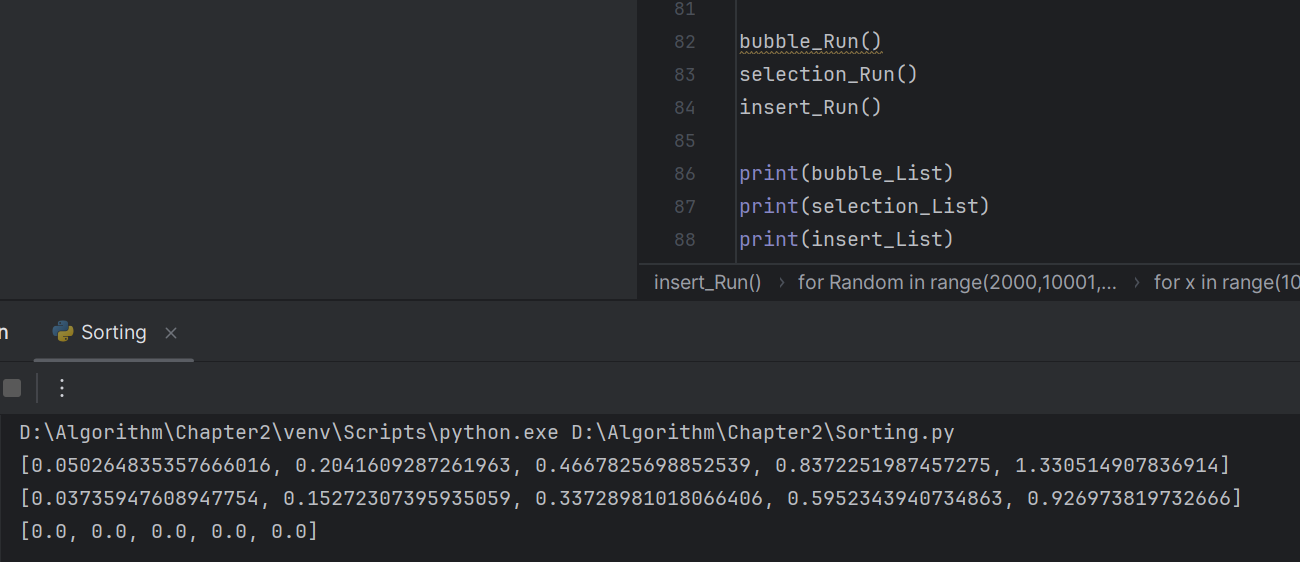 81
82 bubble_Run()
83 selection_Run()
84 insert_Run()
85
86 print(bubble_List)
87 print(selection_List)
88 print(insert_List)
insert_Run() › for Random in range(2000,10001,... › for x in range(10
n Sorting ×
D:\Algorithm\Chapter2\venv\Scripts\python.exe D:\Algorithm\Chapter2\Sorting.py
[0.050264835357666016, 0.2041609287261963, 0.4667825698852539, 0.8372251987457275, 1.330514907836914]
[0.03735947608947754, 0.15272307395935059, 0.33728981018066406, 0.5952343940734863, 0.926973819732666]
[0.0, 0.0, 0.0, 0.0, 0.0]